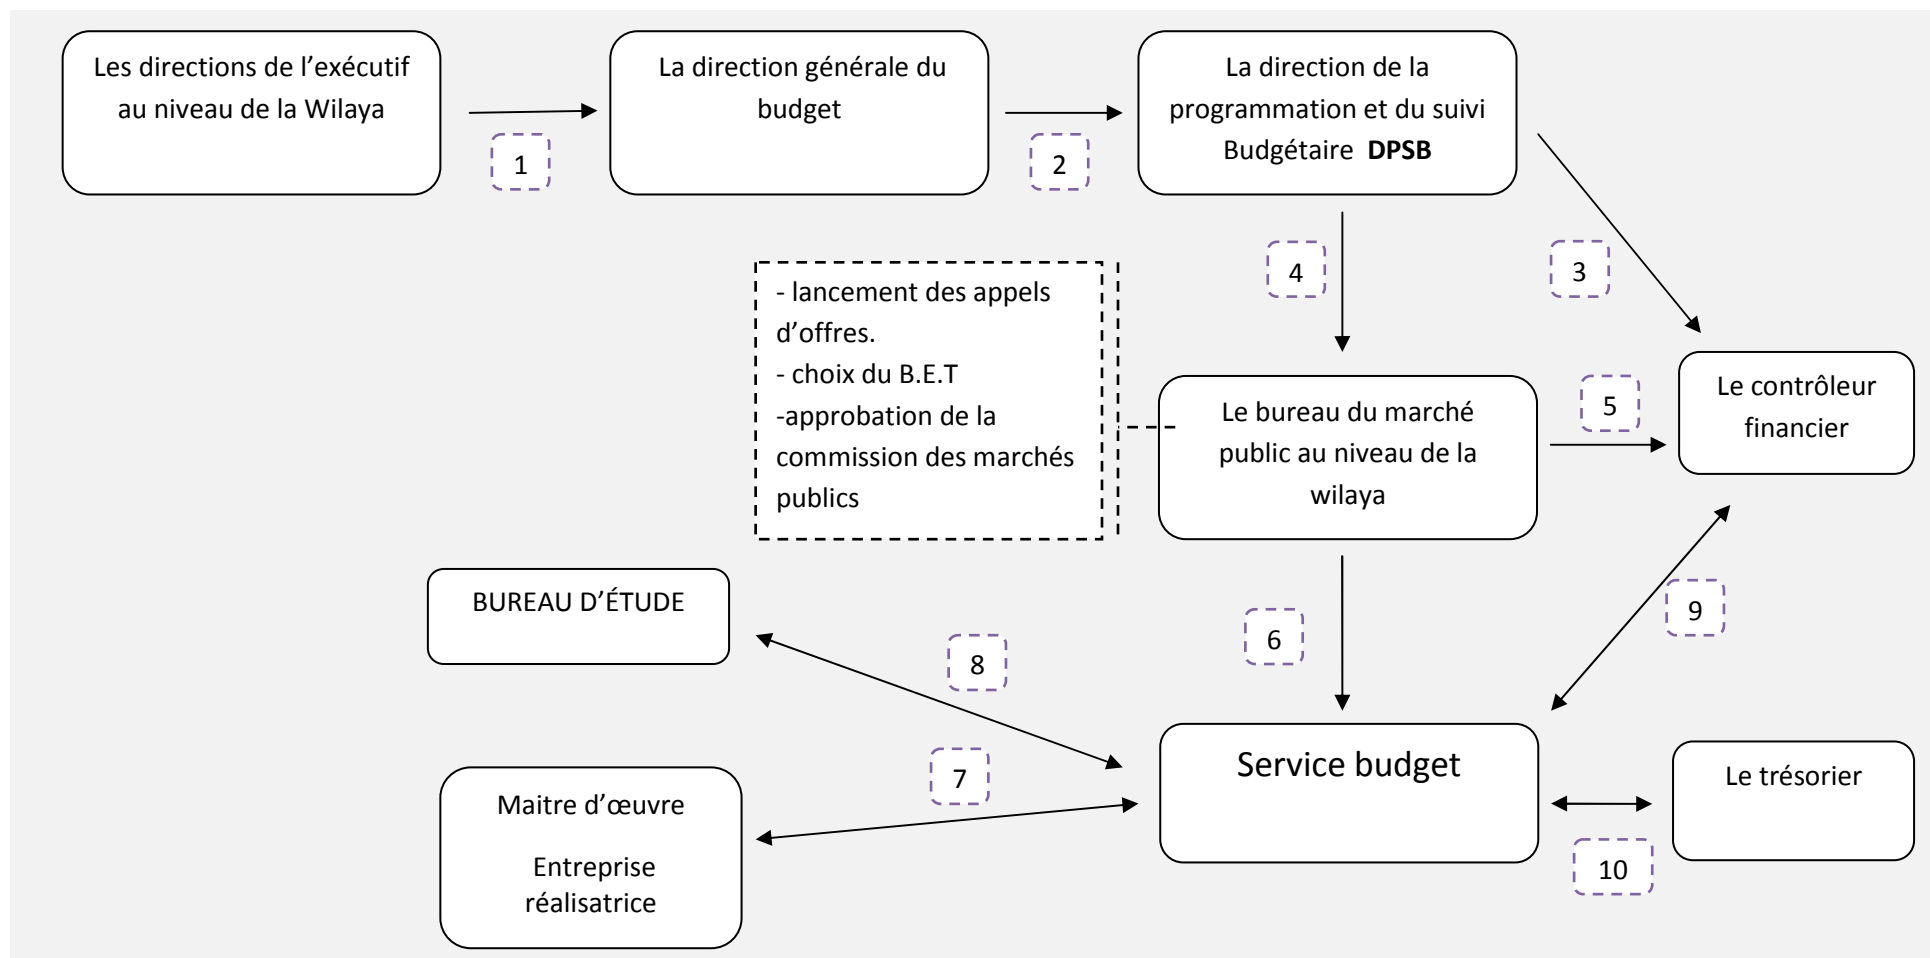 Les directions de l’exécutif
au niveau de la Wilaya
1
La direction générale du
budget
2
La direction de la
programmation et du suivi
Budgétaire DPSB
3
4
- lancement des appels
d’offres.
- choix du B.E.T
-approbation de la
commission des marchés
publics
Le bureau du marché
public au niveau de la
wilaya
5
Le contrôleur
financier
BUREAU D’ÉTUDE
8
6
9
Maitre d’œuvre
Entreprise
réalisatrice
7
Service budget
Le trésorier
10